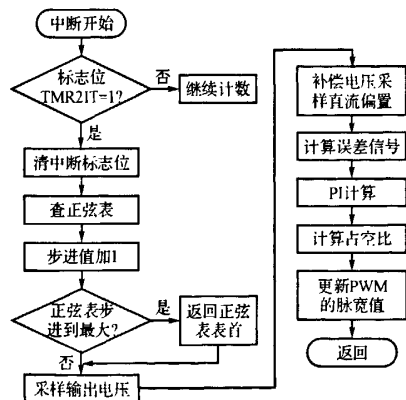 中断开始
标志位
TMR2IT=1?
否
继续计数
是
清中断标志位
查正弦表
步进值加1
正弦表步
进到最大?
是
返回正弦
表表首
否
采样输出电压
补偿电压采
样直流偏置
计算误差信号
PI计算
计算占空比
更新PWM
的脉宽值
返回